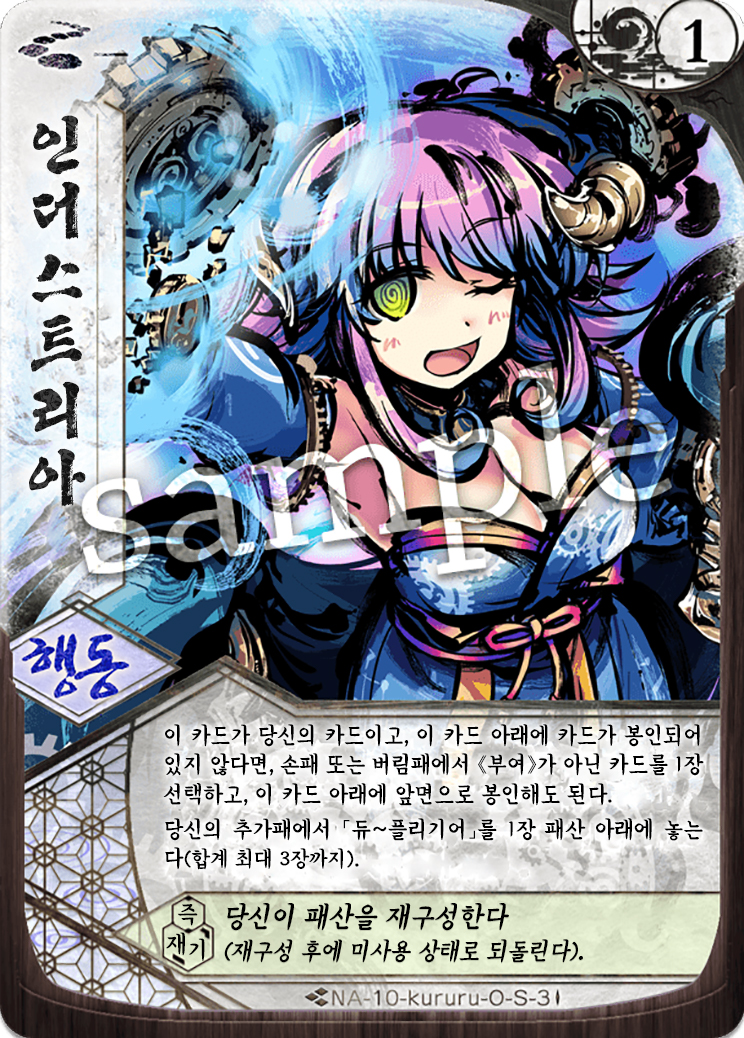 1
인더스트리아
sample
행동
이 카드가 당신의 카드이고, 이 카드 아래에 카드가 봉인되어
있지 않다면, 손패 또는 버림패에서 《부여》가 아닌 카드를 1장
선택하고, 이 카드 아래에 앞면으로 봉인해도 된다.
당신의 추가패에서 「듀~플리기어」를 1장 패산 아래에 놓는
다(합계 최대 3장까지).
즉 당신이 패산을 재구성한다
재기 (재구성 후에 미사용 상태로 되돌린다).
NA-10-kururu-O-S-3